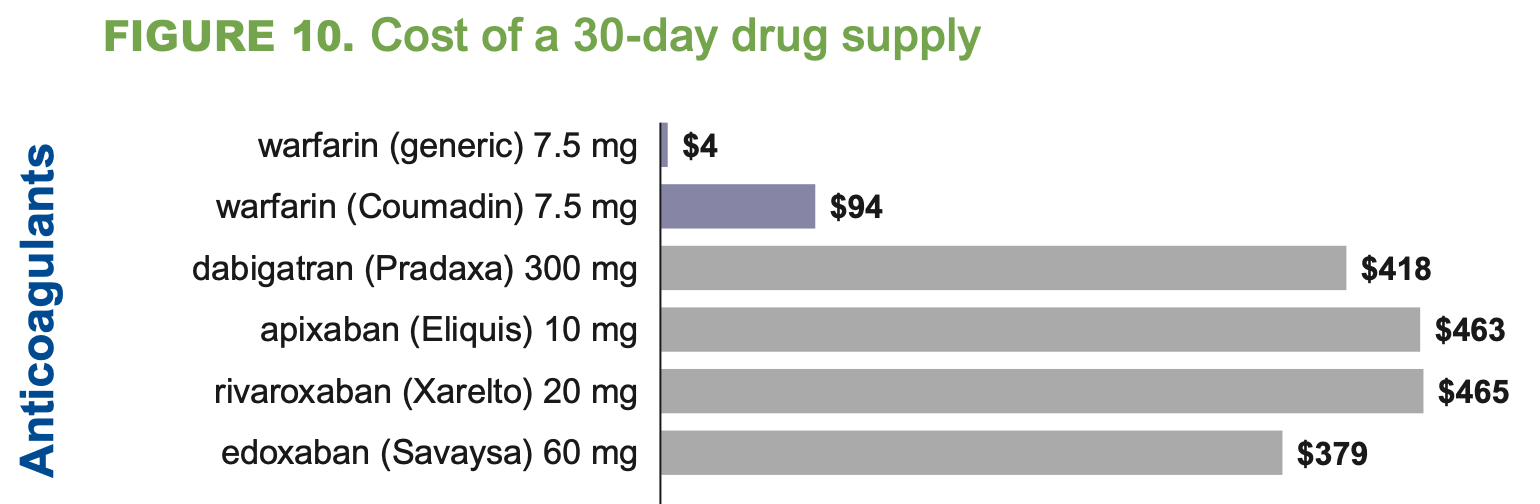 FIGURE 10. Cost of a 30-day drug supply
Anticoagulants
warfarin (generic) 7.5 mg $4
warfarin (Coumadin) 7.5 mg $94
dabigatran (Pradaxa) 300 mg $418
apixaban (Eliquis) 10 mg $463
rivaroxaban (Xarelto) 20 mg $465
edoxaban (Savaysa) 60 mg $379